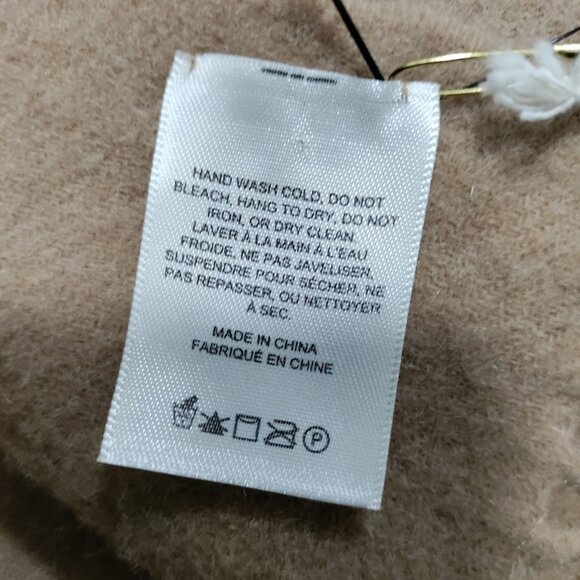 HAND WASH COLD, DO NOT
BLEACH, HANG TO DRY, DO NOT
IRON, OR DRY CLEAN.
LAVER À LA MAIN À L'EAU
FROIDE, NE PAS JAVELISER,
SUSPENDRE POUR SÉCHER, NE
PAS REPASSER, OU NETTOYER
À SEC.
MADE IN CHINA
FABRIQUÉ EN CHINE
P